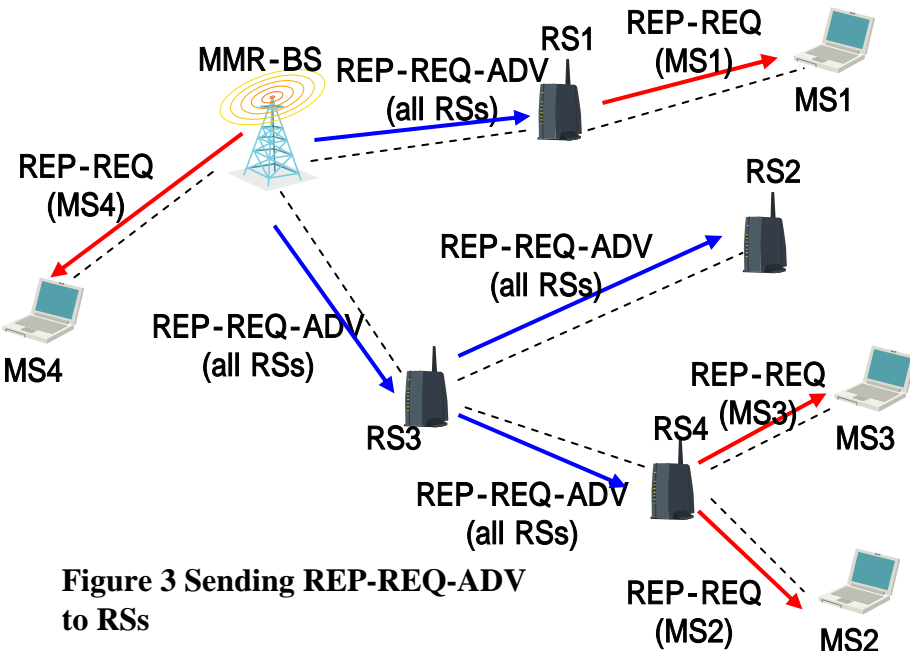 RS1
REP-REQ
(MS1)
MMR-BS
REP-REQ-ADV
(all RSs)
MS1
REP-REQ
(MS4)
RS2
REP-REQ-ADV
(all RSs)
REP-REQ-ADV
(all RSs)
MS4
REP-REQ
(MS3)
RS3
RS4
MS3
REP-REQ-ADV
(all RSs)
Figure 3 Sending REP-REQ-ADV
to RSs
REP-REQ
(MS2)
MS2